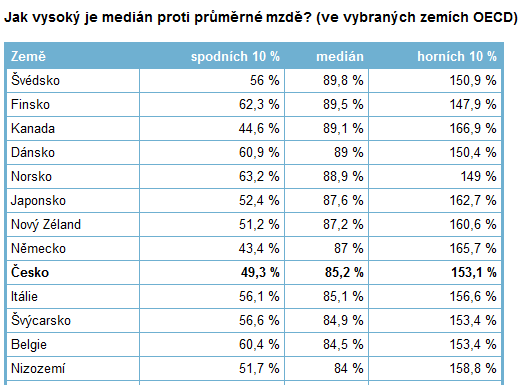 Jak vysoký je medián proti průměrné mzdě? (ve vybraných zemích OECD)
Země spodních 10 % medián horních 10 %
Švédsko 56 % 89,8 % 150,9 %
Finsko 62,3 % 89,5 % 147,9 %
Kanada 44,6 % 89,1 % 166,9 %
Dánsko 60,9 % 89 % 150,4 %
Norsko 63,2 % 88,9 % 149 %
Japonsko 52,4 % 87,6 % 162,7 %
Nový Zéland 51,2 % 87,2 % 160,6 %
Německo 43,4 % 87 % 165,7 %
Česko 49,3 % 85,2 % 153,1 %
Itálie 56,1 % 85,1 % 156,6 %
Švýcarsko 56,6 % 84,9 % 153,4 %
Belgie 60,4 % 84,5 % 153,4 %
Nizozemí 51,7 % 84 % 158,8 %